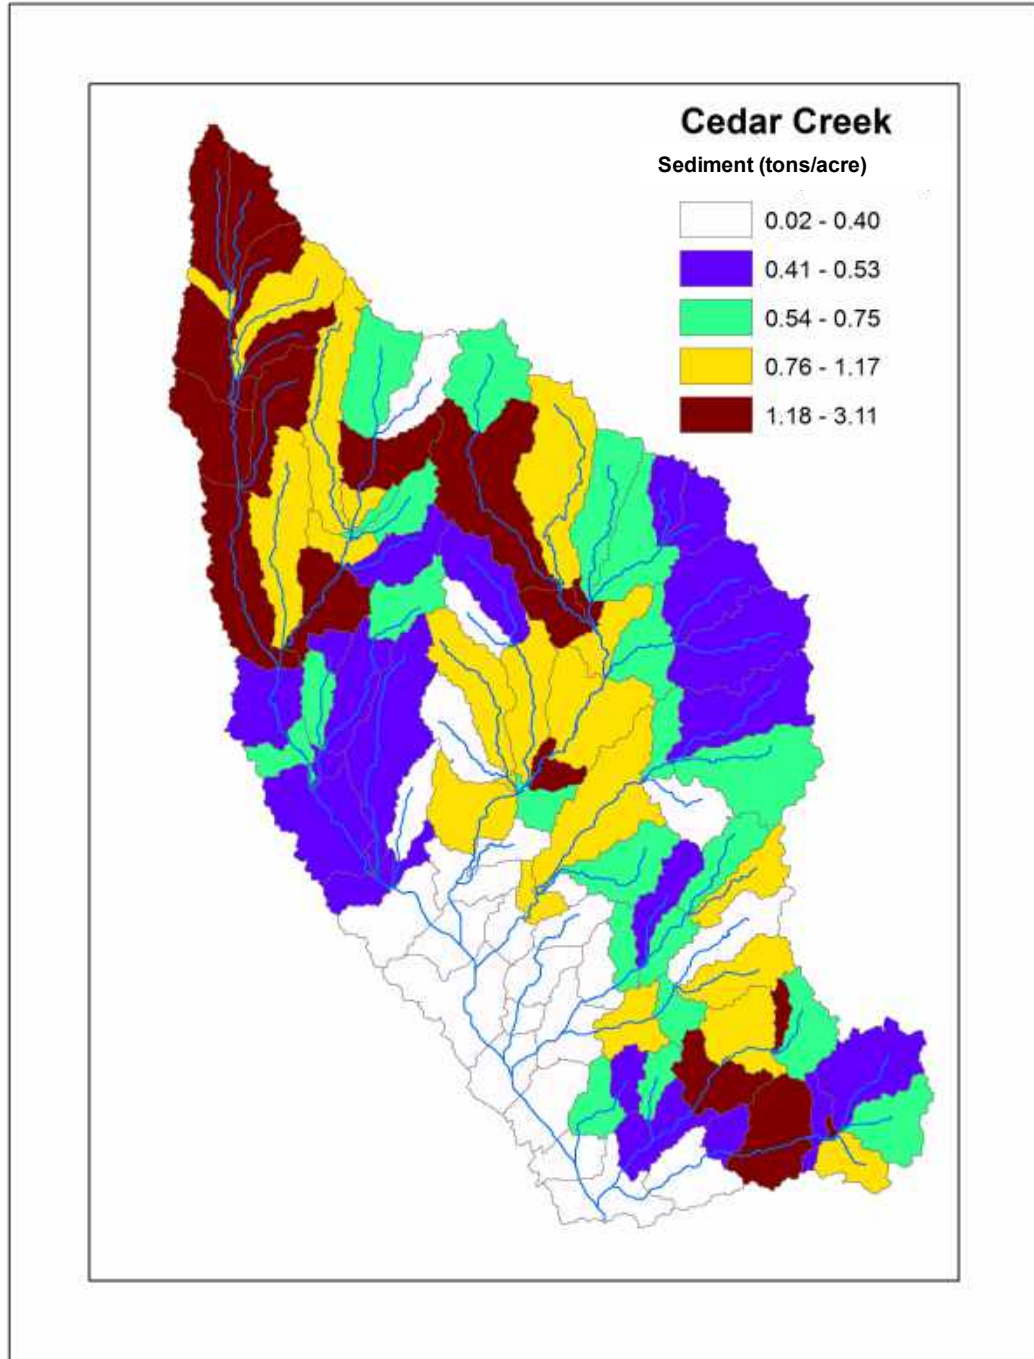 Cedar Creek
Sediment (tons/acre)
0.02 - 0.40
0.41 - 0.53
0.54 - 0.75
0.76 - 1.17
1.18 - 3.11